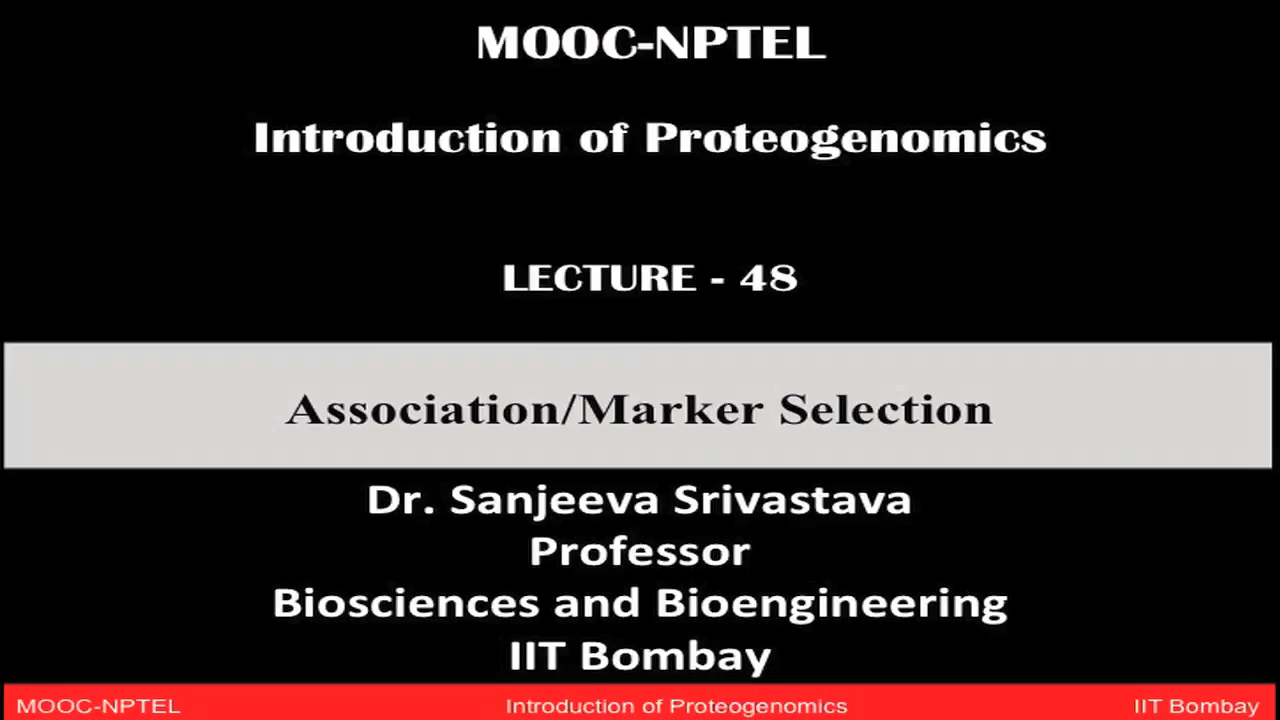 MOOC-NPTEL
Introduction of Proteogenomics
LECTURE - 48
Association/Marker Selection
Dr. Sanjeeva Srivastava
Professor
Biosciences and Bioengineering
IIT Bombay
MOOC-NPTEL Introduction of Proteogenomics IIT Bombay